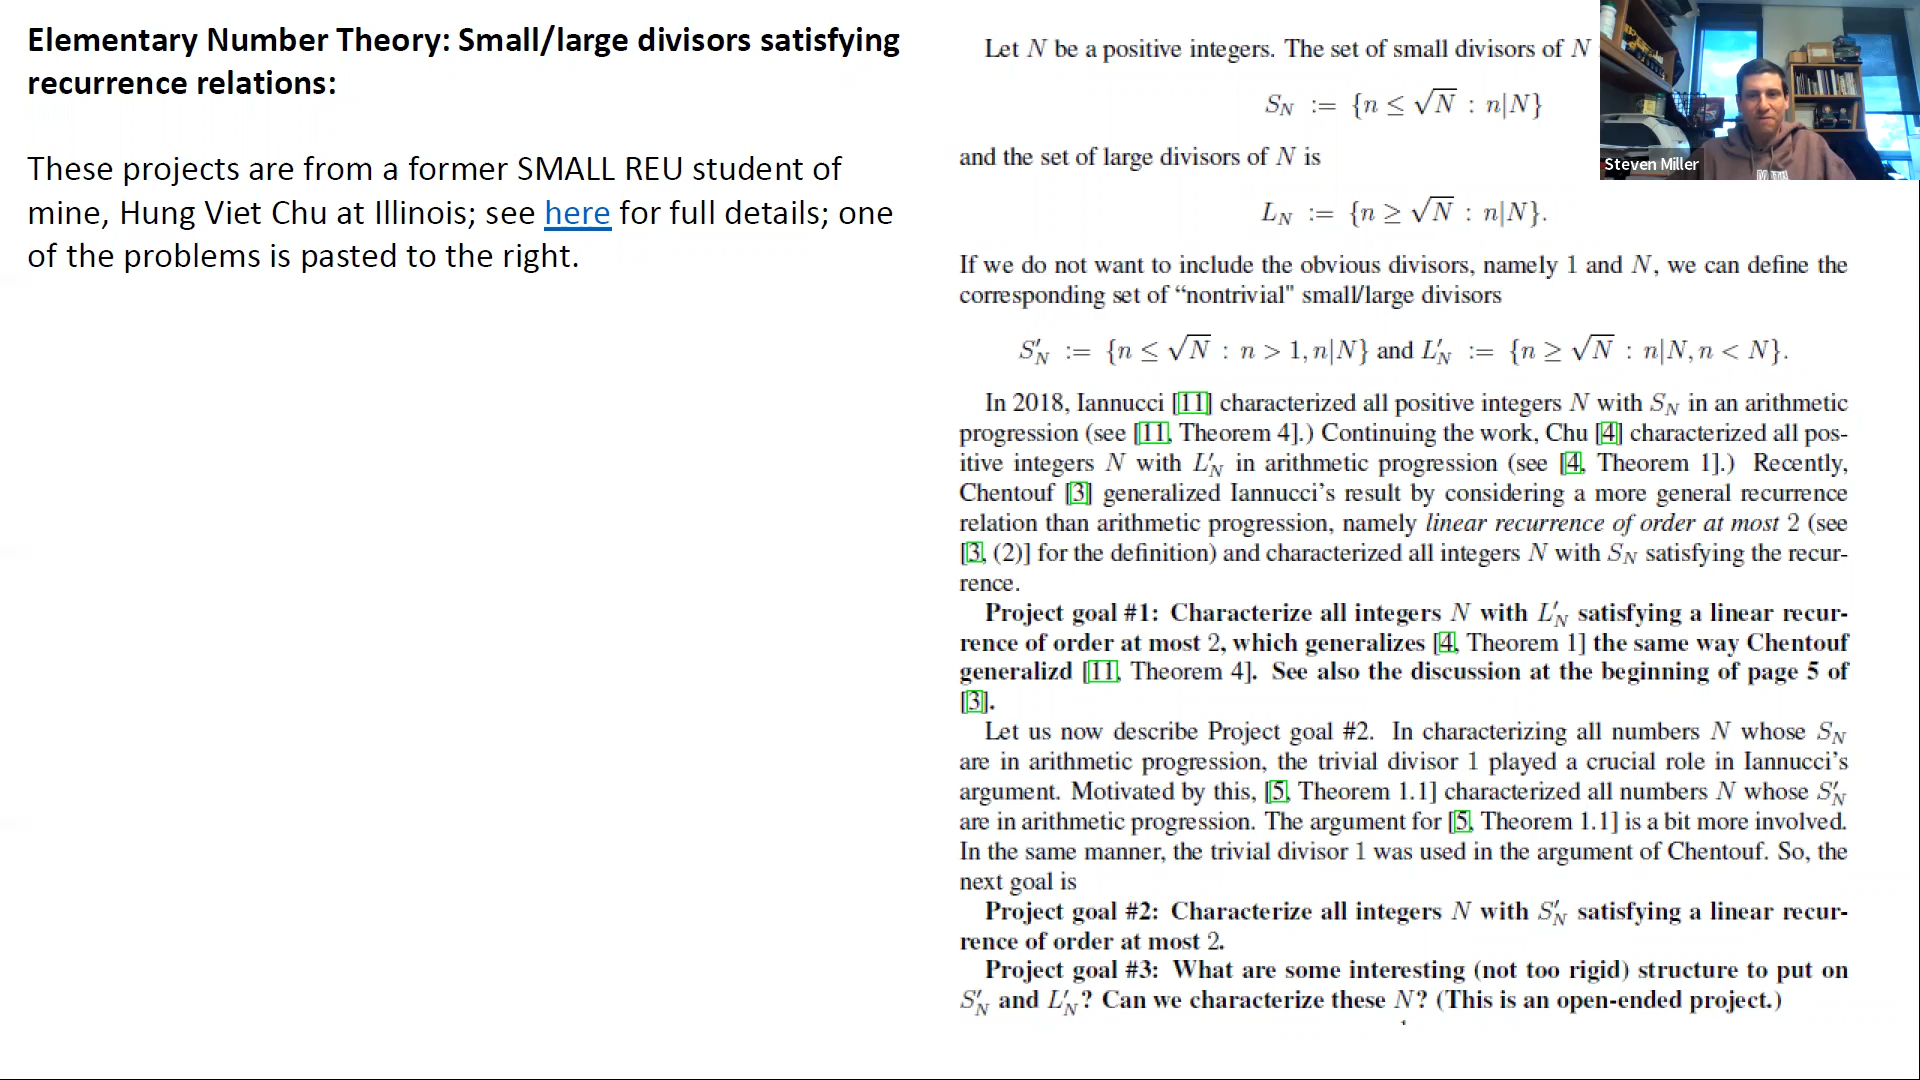 Elementary Number Theory: Small/large divisors satisfying
recurrence relations:
These projects are from a former SMALL REU student of
mine, Hung Viet Chu at Illinois; see here for full details; one
of the problems is pasted to the right.
Let N be a positive integers. The set of small divisors of N
S_N := {n ≤ √N : n|N}
and the set of large divisors of N is
L_N := {n ≥ √N : n|N}.
If we do not want to include the obvious divisors, namely 1 and N, we can define the
corresponding set of “nontrivial" small/large divisors
S′_N := {n ≤ √N : n > 1, n|N} and L′_N := {n ≥ √N : n|N, n < N}.
In 2018, Iannucci [11] characterized all positive integers N with S_N in an arithmetic
progression (see [11, Theorem 4].) Continuing the work, Chu [4] characterized all pos-
itive integers N with L′_N in arithmetic progression (see [4, Theorem 1].) Recently,
Chentouf [3] generalized Iannucci’s result by considering a more general recurrence
relation than arithmetic progression, namely linear recurrence of order at most 2 (see
[3, (2)] for the definition) and characterized all integers N with S_N satisfying the recur-
rence.
Project goal #1: Characterize all integers N with L′_N satisfying a linear recur-
rence of order at most 2, which generalizes [4, Theorem 1] the same way Chentouf
generalizd [11, Theorem 4]. See also the discussion at the beginning of page 5 of
[3].
Let us now describe Project goal #2. In characterizing all numbers N whose S_N
are in arithmetic progression, the trivial divisor 1 played a crucial role in Iannucci’s
argument. Motivated by this, [5, Theorem 1.1] characterized all numbers N whose S′_N
are in arithmetic progression. The argument for [5, Theorem 1.1] is a bit more involved.
In the same manner, the trivial divisor 1 was used in the argument of Chentouf. So, the
next goal is
Project goal #2: Characterize all integers N with S′_N satisfying a linear recur-
rence of order at most 2.
Project goal #3: What are some interesting (not too rigid) structure to put on
S′_N and L′_N? Can we characterize these N? (This is an open-ended project.)
Steven Miller